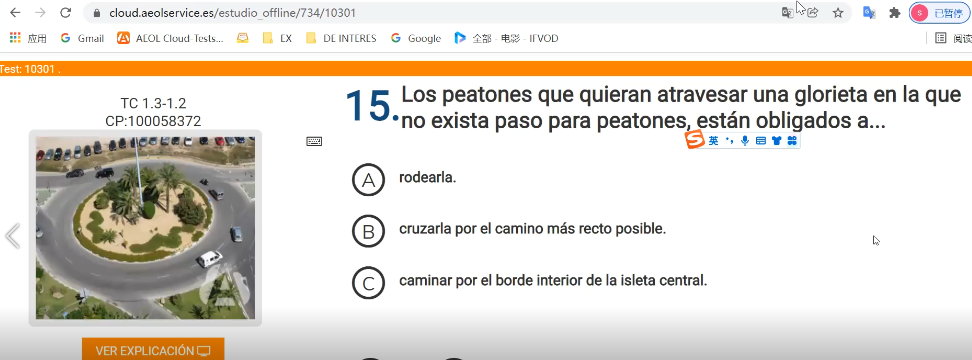 cloud.aeolservice.es/estudio_offline/734/10301
S 已暂停
应用 Gmail AEOL Cloud-Tests... EX DE INTERES Google 全部 - 电影 - IFVOD 阅读
Test: 10301 .
TC 1.3-1.2
CP:100058372
15. Los peatones que quieran atravesar una glorieta en la que
no exista paso para peatones, están obligados a...
S 英
A rodearla.
B cruzarla por el camino más recto posible.
C caminar por el borde interior de la isleta central.
VER EXPLICACIÓN